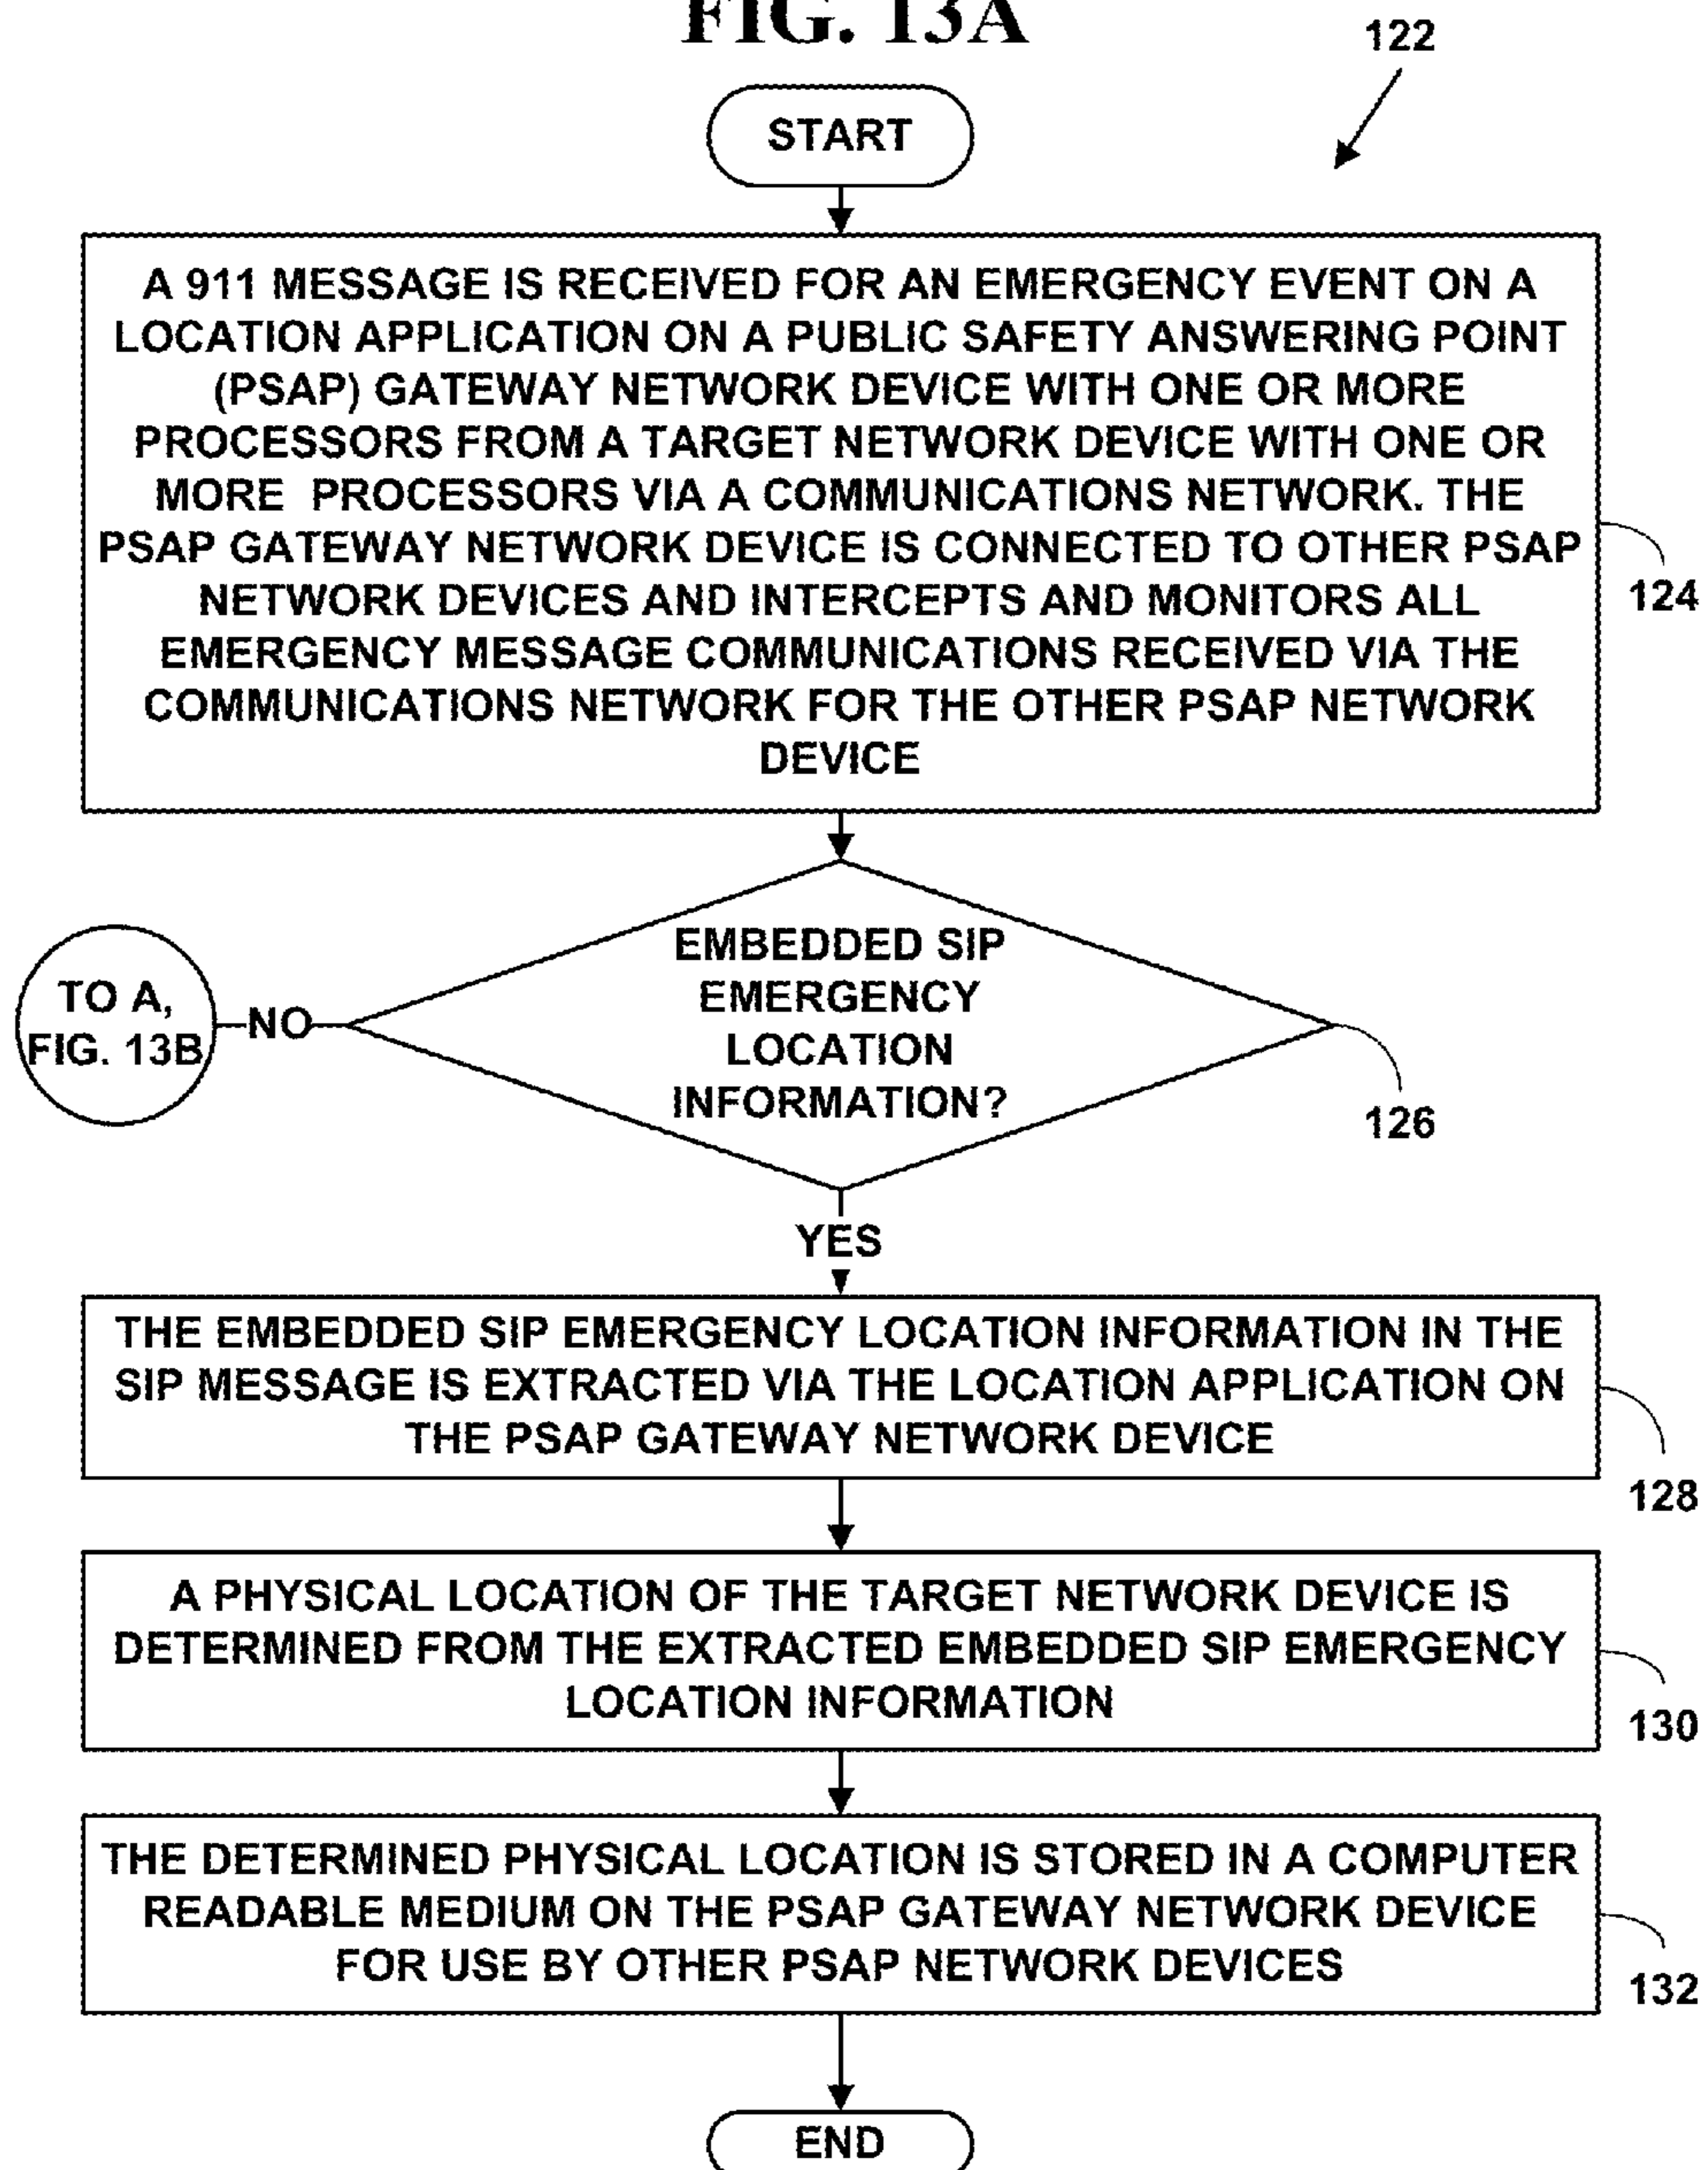 FIG. 13A
122
START
A 911 MESSAGE IS RECEIVED FOR AN EMERGENCY EVENT ON A
LOCATION APPLICATION ON A PUBLIC SAFETY ANSWERING POINT
(PSAP) GATEWAY NETWORK DEVICE WITH ONE OR MORE
PROCESSORS FROM A TARGET NETWORK DEVICE WITH ONE OR
MORE PROCESSORS VIA A COMMUNICATIONS NETWORK. THE
PSAP GATEWAY NETWORK DEVICE IS CONNECTED TO OTHER PSAP
NETWORK DEVICES AND INTERCEPTS AND MONITORS ALL
EMERGENCY MESSAGE COMMUNICATIONS RECEIVED VIA THE
COMMUNICATIONS NETWORK FOR THE OTHER PSAP NETWORK
DEVICE
124
EMBEDDED SIP
EMERGENCY
LOCATION
INFORMATION?
126
NO
TO A,
FIG. 13B
YES
THE EMBEDDED SIP EMERGENCY LOCATION INFORMATION IN THE
SIP MESSAGE IS EXTRACTED VIA THE LOCATION APPLICATION ON
THE PSAP GATEWAY NETWORK DEVICE
128
A PHYSICAL LOCATION OF THE TARGET NETWORK DEVICE IS
DETERMINED FROM THE EXTRACTED EMBEDDED SIP EMERGENCY
LOCATION INFORMATION
130
THE DETERMINED PHYSICAL LOCATION IS STORED IN A COMPUTER
READABLE MEDIUM ON THE PSAP GATEWAY NETWORK DEVICE
FOR USE BY OTHER PSAP NETWORK DEVICES
132
END